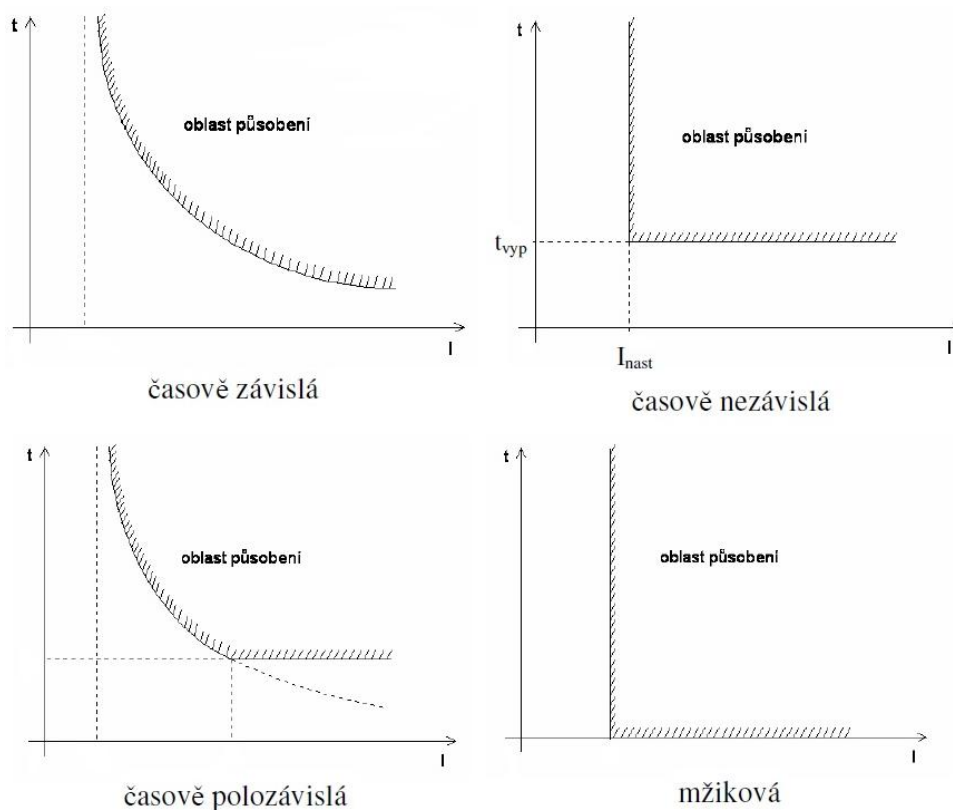 t
oblast působení
I
časově závislá
t
oblast působení
t_vyp
I_nast
I
časově nezávislá
t
oblast působení
I
časově polozávislá
t
oblast působení
I
mžiková